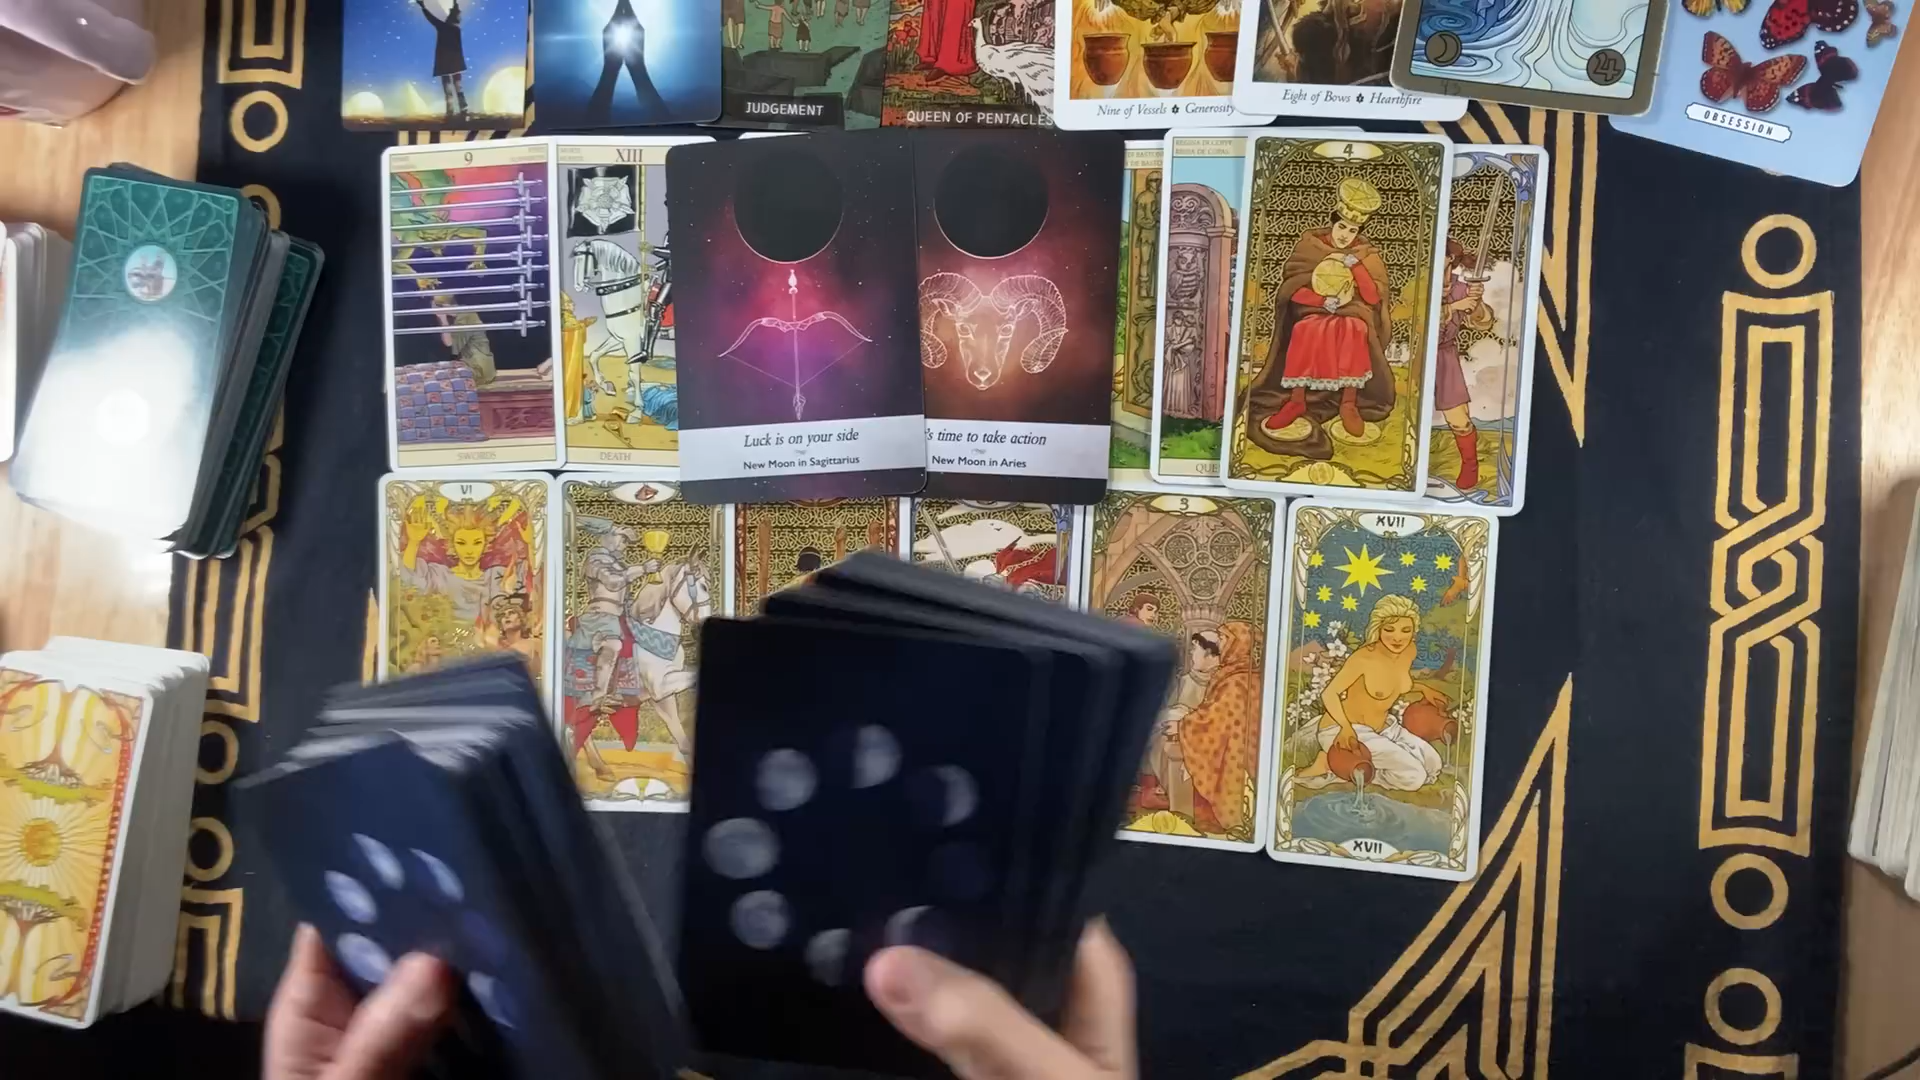 JUDGEMENT
QUEEN OF PENTACLES
Nine of Vessels Generosity
Eight of Bows Hearthfire
OBSESSION
9
XIII
4
SWORDS
DEATH
Luck is on your side
New Moon in Sagittarius
's time to take action
New Moon in Aries
QUE
VI
3
XVII
XVII